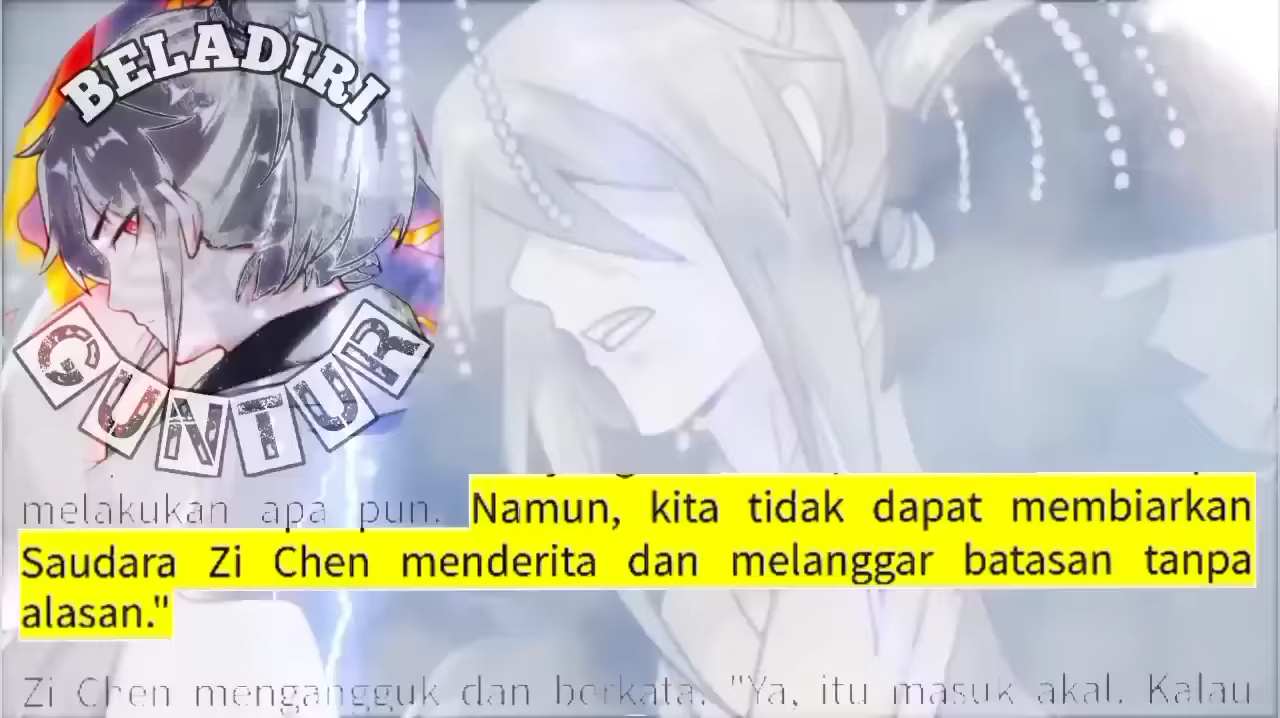 BELADIRI
GUNTUR
melakukan apa pun. Namun, kita tidak dapat membiarkan
Saudara Zi Chen menderita dan melanggar batasan tanpa
alasan."
Zi Chen mengangguk dan berkata, "Ya, itu masuk akal. Kalau